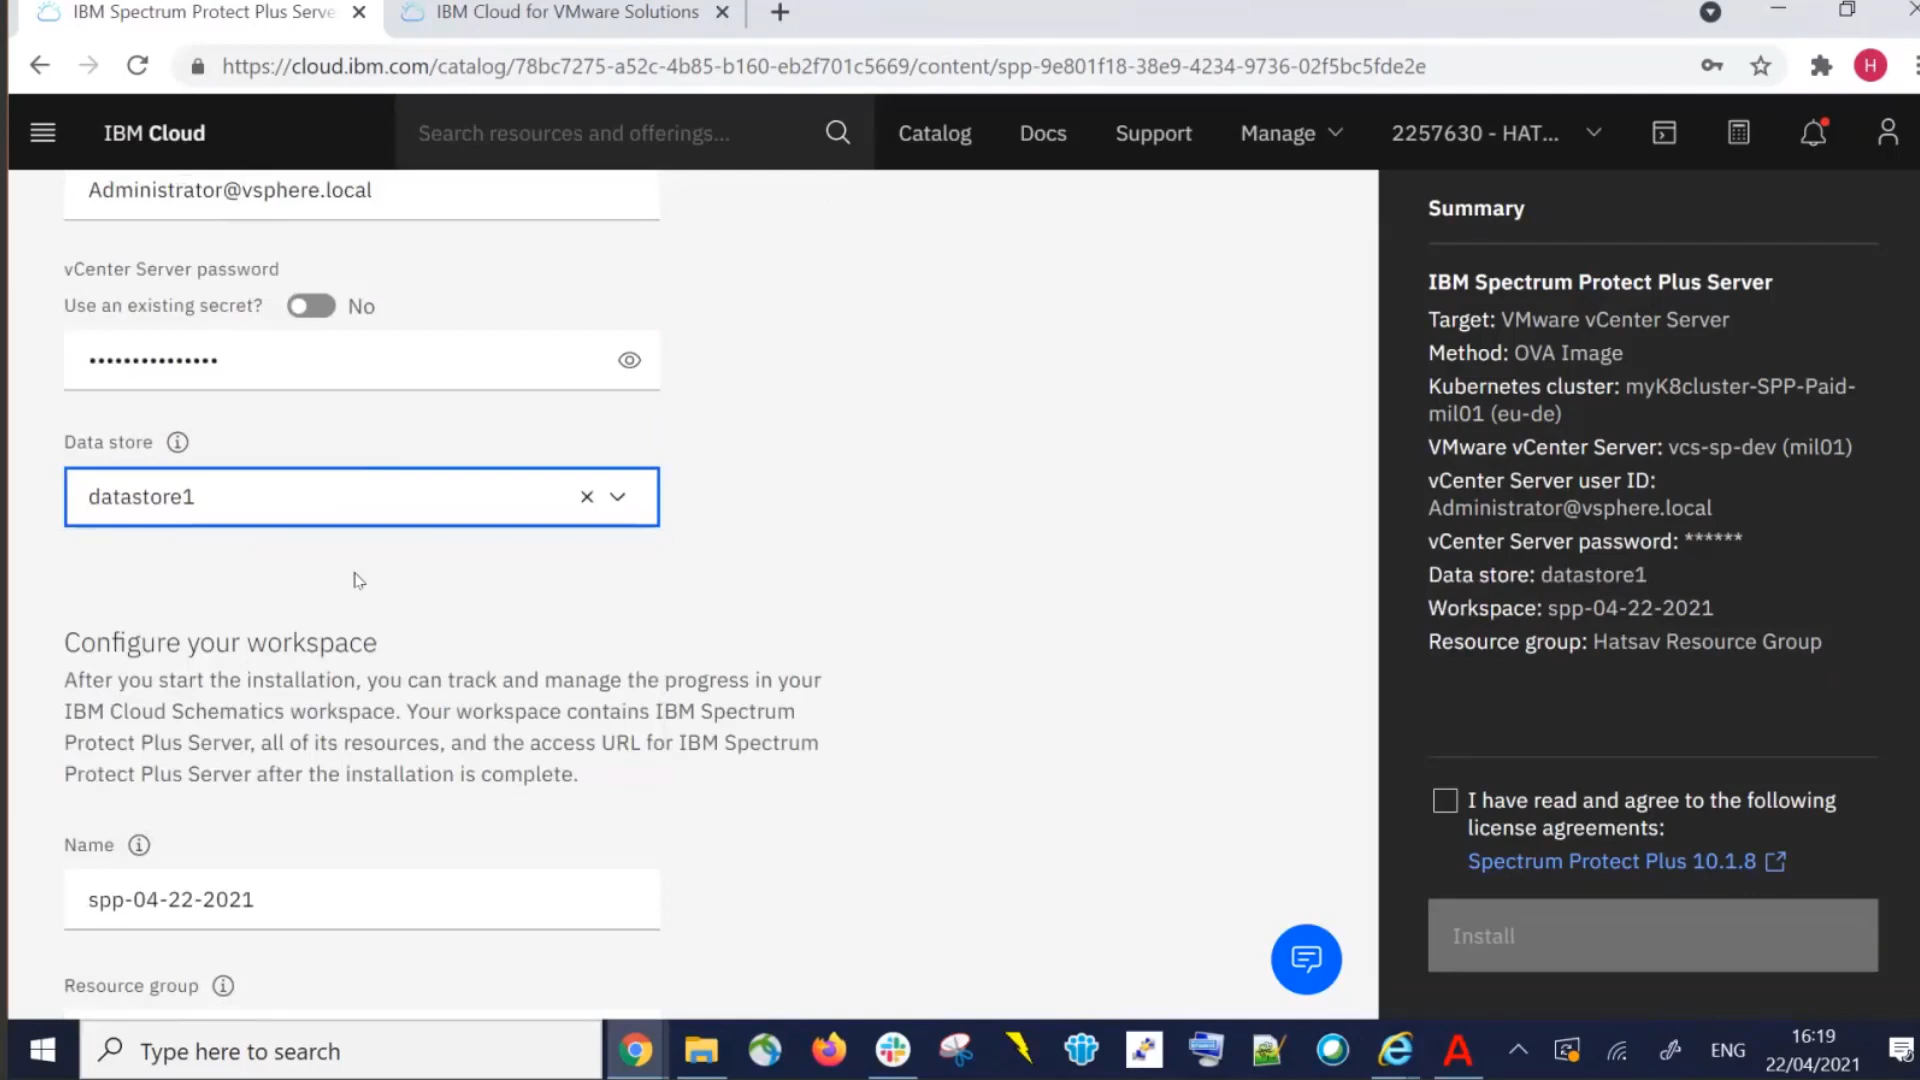 IBM Spectrum Protect Plus Serve
IBM Cloud for VMware Solutions
https://cloud.ibm.com/catalog/78bc7275-a52c-4b85-b160-eb2f701c5669/content/spp-9e801f18-38e9-4234-9736-02f5bc5fde2e
H
IBM Cloud
Search resources and offerings...
Catalog
Docs
Support
Manage
2257630 - HAT...
Administrator@vsphere.local
vCenter Server password
Use an existing secret?
No
•••••••••••••••
Data store
datastore1
Configure your workspace
After you start the installation, you can track and manage the progress in your
IBM Cloud Schematics workspace. Your workspace contains IBM Spectrum
Protect Plus Server, all of its resources, and the access URL for IBM Spectrum
Protect Plus Server after the installation is complete.
Name
spp-04-22-2021
Resource group
Summary
IBM Spectrum Protect Plus Server
Target: VMware vCenter Server
Method: OVA Image
Kubernetes cluster: myK8cluster-SPP-Paid-
mil01 (eu-de)
VMware vCenter Server: vcs-sp-dev (mil01)
vCenter Server user ID:
Administrator@vsphere.local
vCenter Server password: ******
Data store: datastore1
Workspace: spp-04-22-2021
Resource group: Hatsav Resource Group
I have read and agree to the following
license agreements:
Spectrum Protect Plus 10.1.8
Install
Type here to search
ENG
16:19
22/04/2021